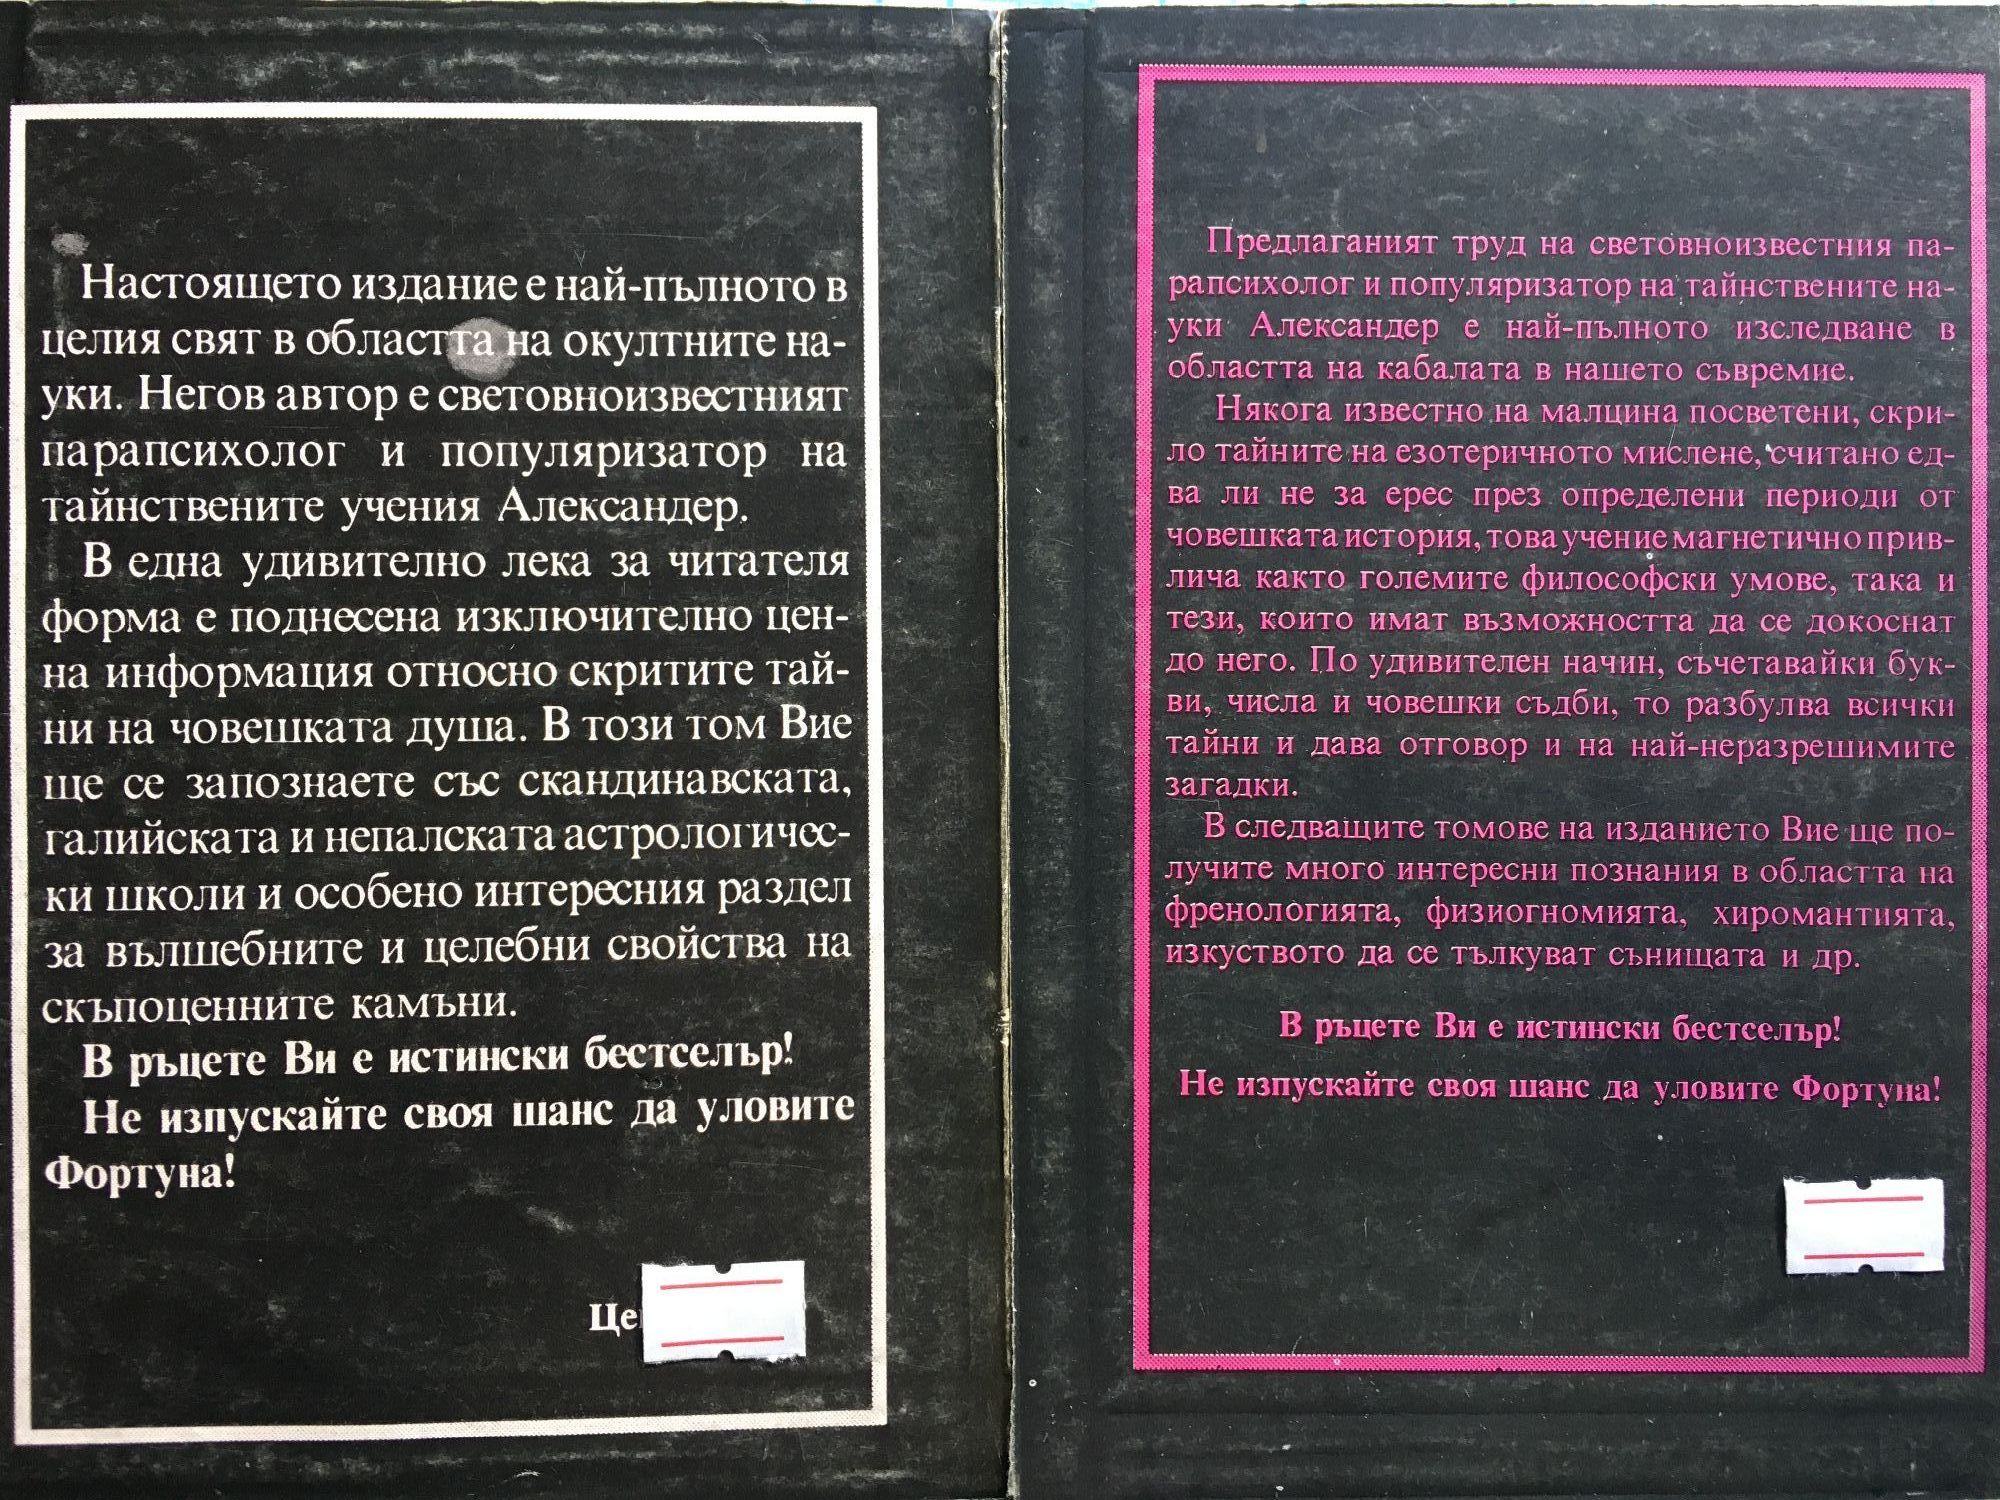 Настоящето издание е най-пълното в
целия свят в областта на окултните на-
уки. Негов автор е световноизвестният
парапсихолог и популяризатор на
тайнствените учения Александер.
В една удивително лека за читателя
форма е поднесена изключително цен-
на информация относно скритите тай-
ни на човешката душа. В този том Вие
ще се запознаете със скандинавската,
галийската и непалската астрологичес-
ки школи и особено интересния раздел
за вълшебните и целебни свойства на
скъпоценните камъни.
В ръцете Ви е истински бестселър!
Не изпускайте своя шанс да уловите
Фортуна!
Предлаганият труд на световноизвестния па-
рапсихолог и популяризатор на тайнствените на-
уки Александер е най-пълното изследване в
областта на кабалата в нашето съвремие.
Някога известно на малцина посветени, скри-
ло тайните на езотеричното мислене, считано ед-
ва ли не за ерес през определени периоди от
човешката история, това учение магнетично прив-
лича както големите философски умове, така и
тези, които имат възможността да се докоснат
до него. По удивителен начин, съчетавайки бук-
ви, числа и човешки съдби, то разбулва всички
тайни и дава отговор и на най-неразрешимите
загадки.
В следващите томове на изданието Вие ще по-
лучите много интересни познания в областта на
френологията, физиогномията, хиромантията,
изкуството да се тълкуват сънищата и др.
В ръцете Ви е истински бестселър!
Не изпускайте своя шанс да уловите Фортуна!